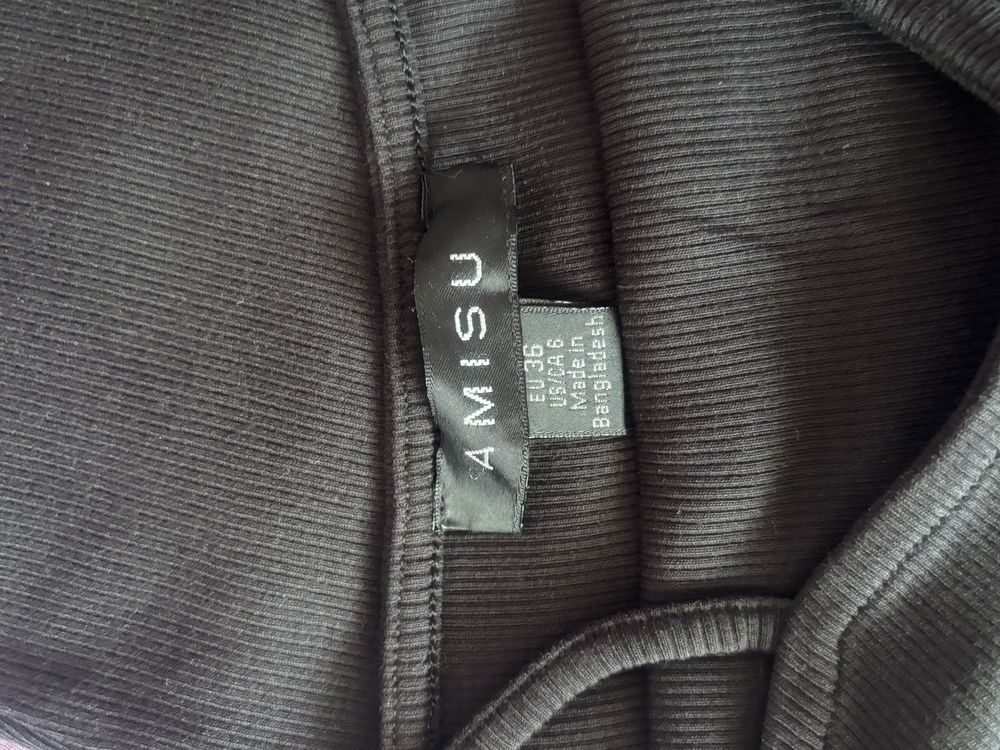 AMISU
EU 36
US/CA 6
Made in
Bangladesh